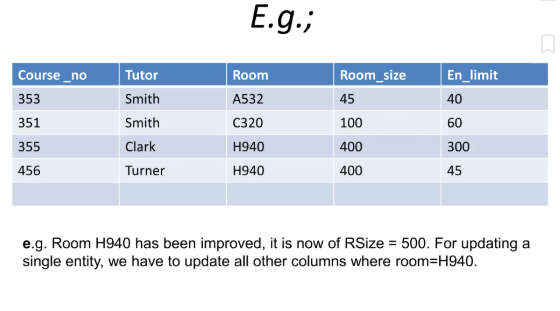 E.g.;
Course _no Tutor Room Room_size En_limit
353 Smith A532 45 40
351 Smith C320 100 60
355 Clark H940 400 300
456 Turner H940 400 45
e.g. Room H940 has been improved, it is now of RSize = 500. For updating a
single entity, we have to update all other columns where room=H940.